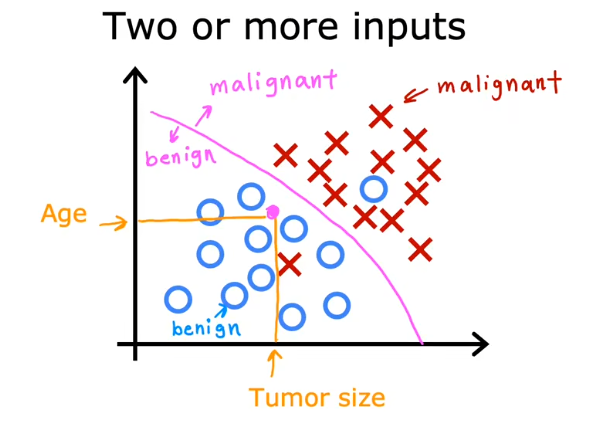 Two or more inputs
malignant
malignant
benign
Age
benign
Tumor size